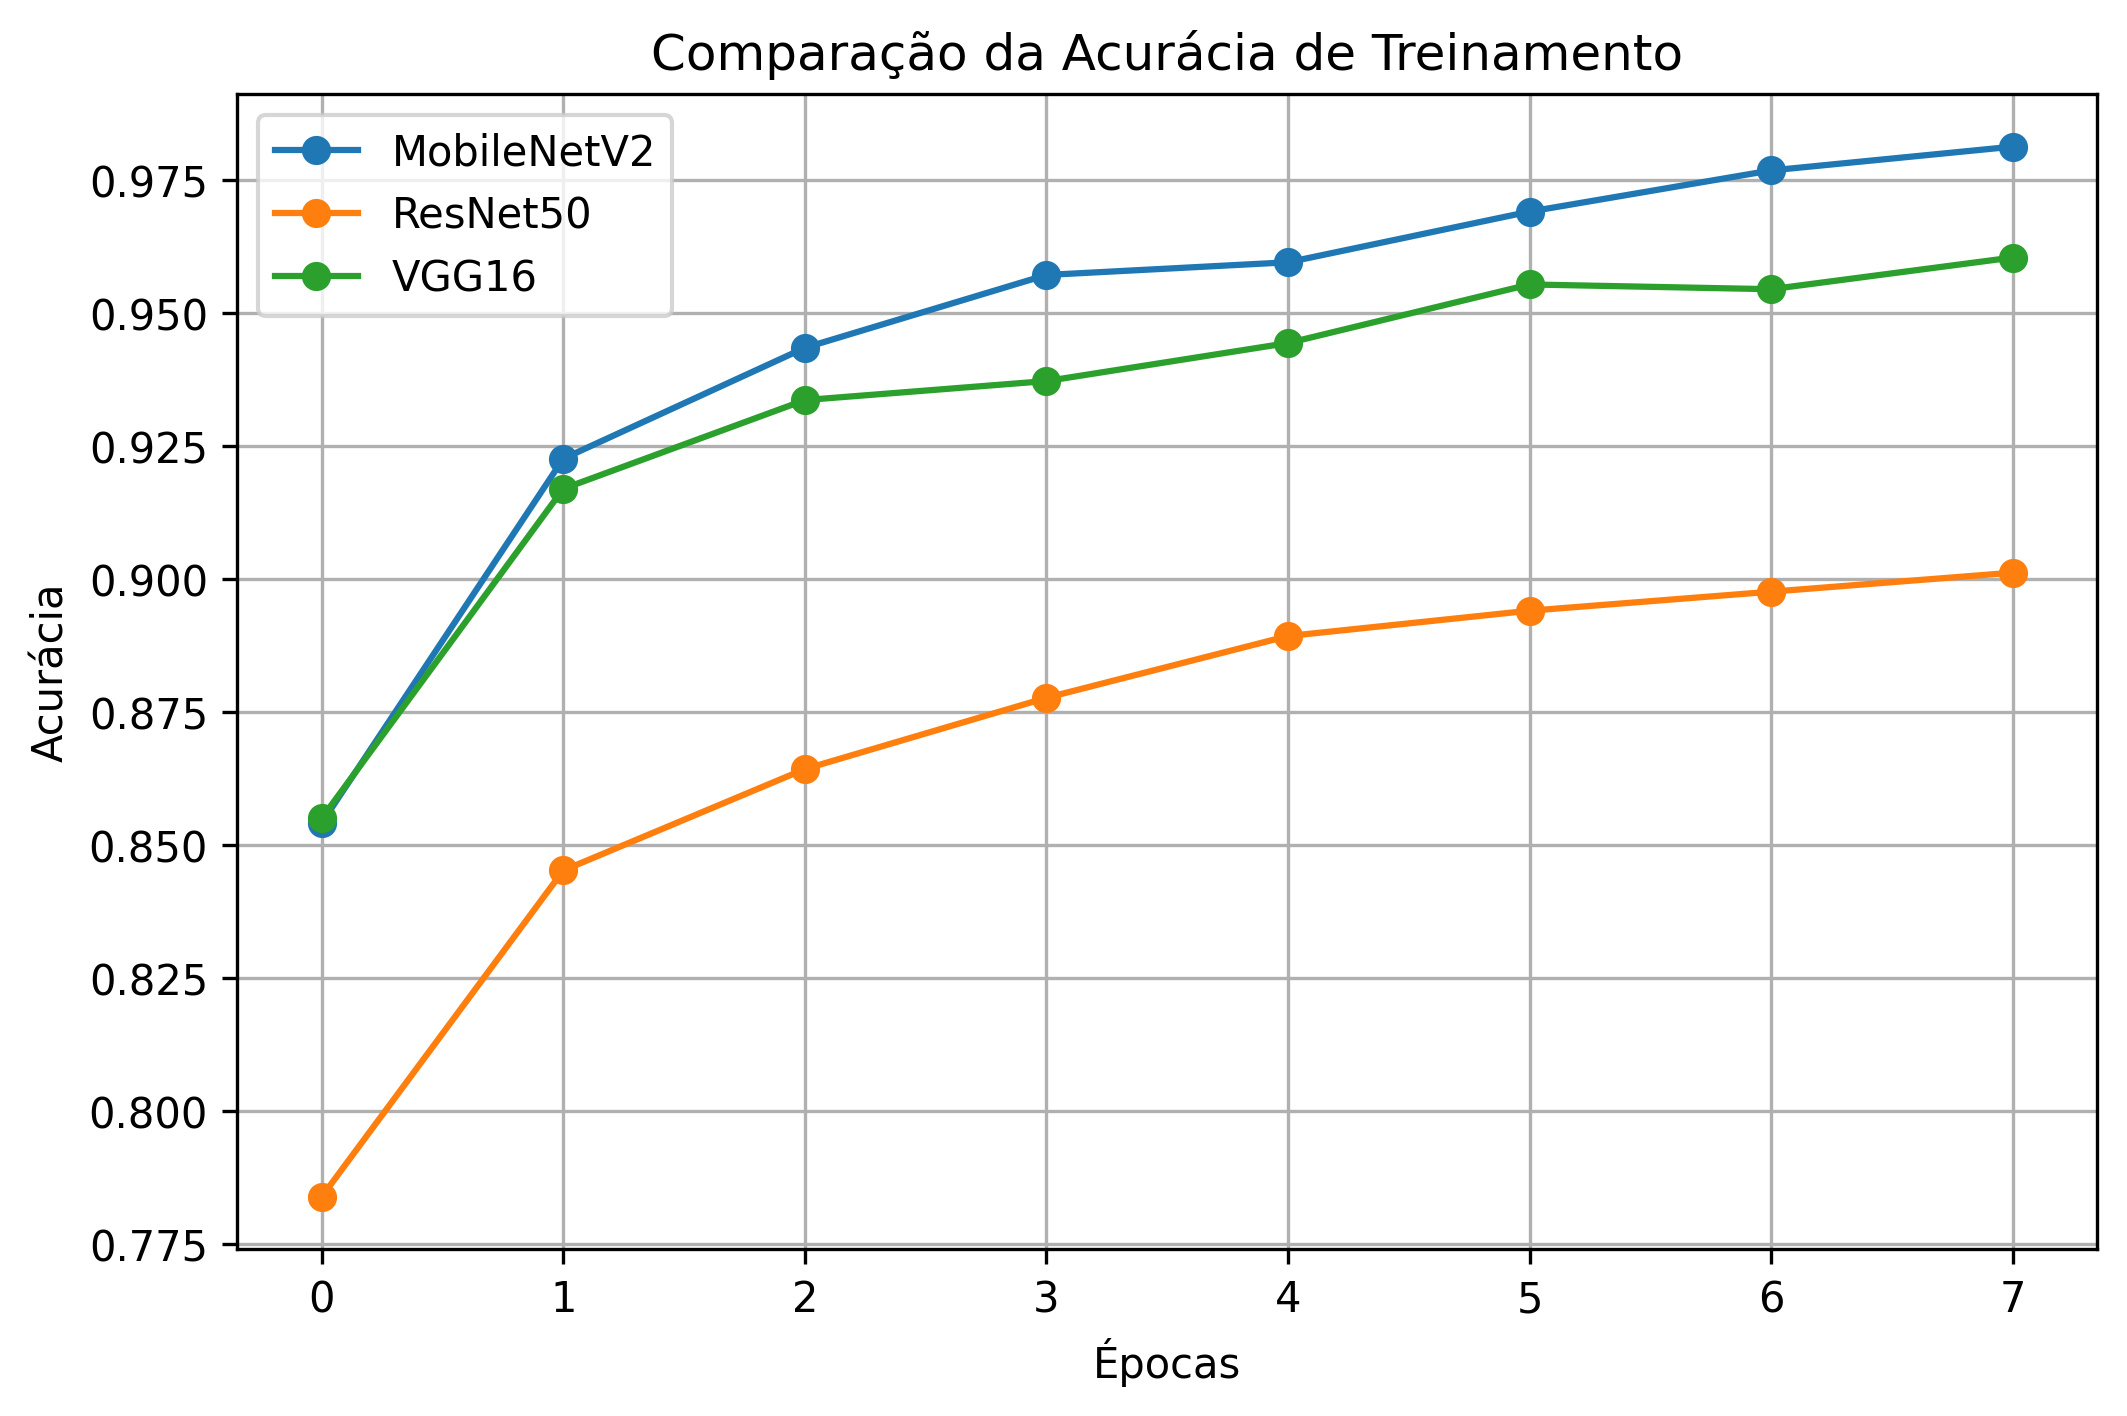 Comparação da Acurácia de Treinamento
MobileNetV2
ResNet50
VGG16
0.975
0.950
0.925
0.900
0.875
0.850
0.825
0.800
0.775
Acurácia
0 1 2 3 4 5 6 7
Épocas